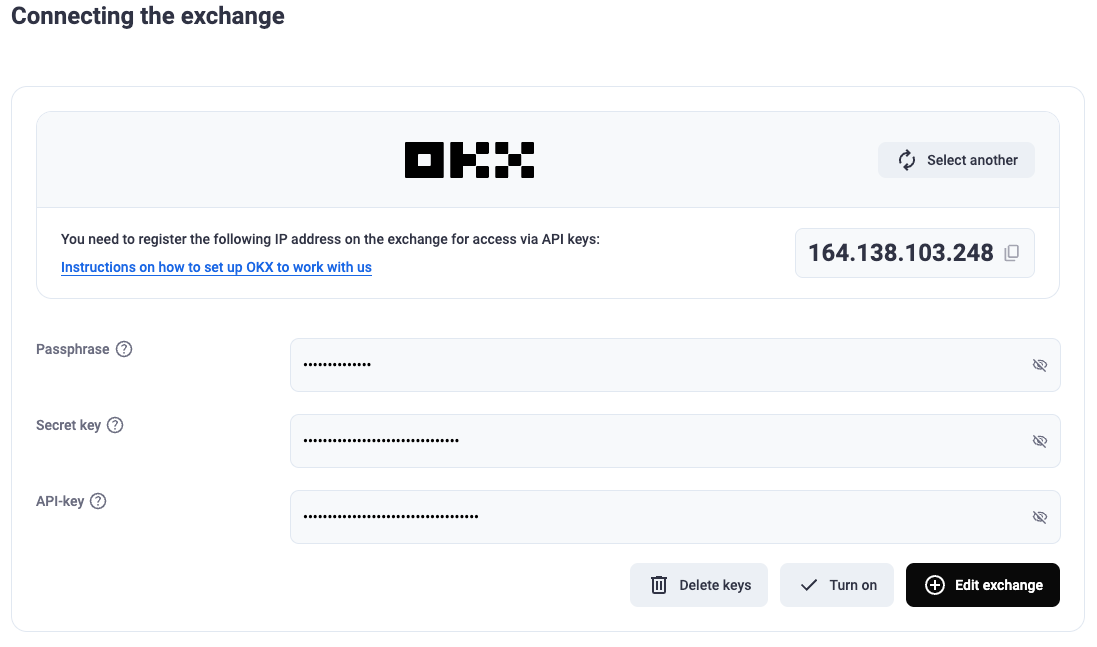 Connecting the exchange
OKX
Select another
You need to register the following IP address on the exchange for access via API keys:
164.138.103.248
Instructions on how to set up OKX to work with us
Passphrase
••••••••••••••
Secret key
••••••••••••••••••••••••••••••••
API-key
••••••••••••••••••••••••••••••••••••
Delete keys
Turn on
Edit exchange